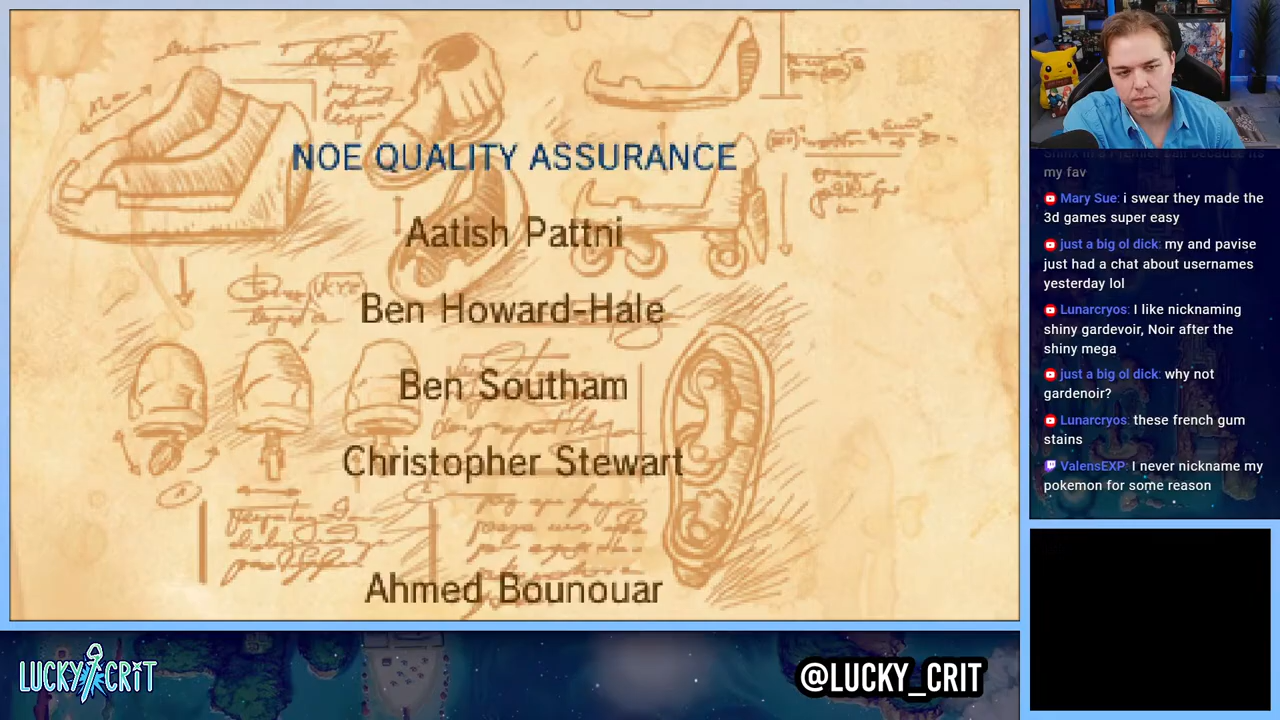 NOE QUALITY ASSURANCE
Aatish Pattni
Ben Howard-Hale
Ben Southam
Christopher Stewart
Ahmed Bounouar
my fav
Mary Sue: i swear they made the
3d games super easy
just a big ol dick: my and pavise
just had a chat about usernames
yesterday lol
Lunarcryos: I like nicknaming
shiny gardevoir, Noir after the
shiny mega
just a big ol dick: why not
gardenoir?
Lunarcryos: these french gum
stains
ValensEXP: I never nickname my
pokemon for some reason
LUCKY CRIT
@LUCKY_CRIT